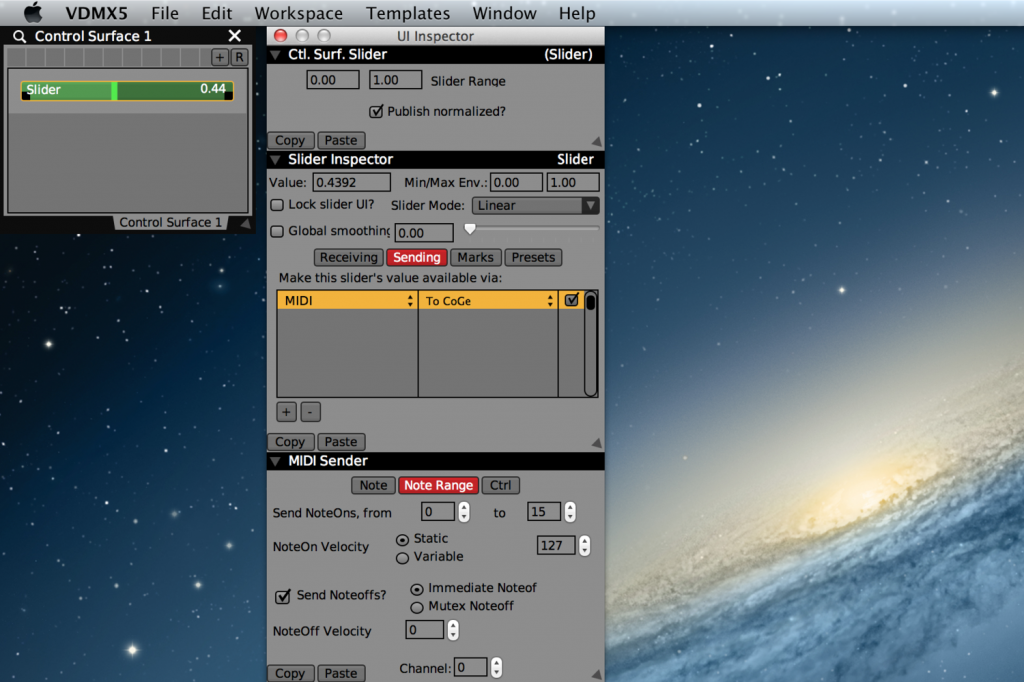 VDMX5 File Edit Workspace Templates Window Help
Control Surface 1
+ R
Slider 0.44
Control Surface 1
UI Inspector
Ctl. Surf. Slider (Slider)
0.00 1.00 Slider Range
Publish normalized?
Copy Paste
Slider Inspector Slider
Value: 0.4392 Min/Max Env.: 0.00 1.00
Lock slider UI? Slider Mode: Linear
Global smoothing 0.00
Receiving Sending Marks Presets
Make this slider's value available via:
MIDI To CoGe
+ -
Copy Paste
MIDI Sender
Note Note Range Ctrl
Send NoteOns, from 0 to 15
NoteOn Velocity Static 127
Variable
Send Noteoffs? Immediate Noteof
Mutex Noteoff
NoteOff Velocity 0
Copy Paste Channel: 0